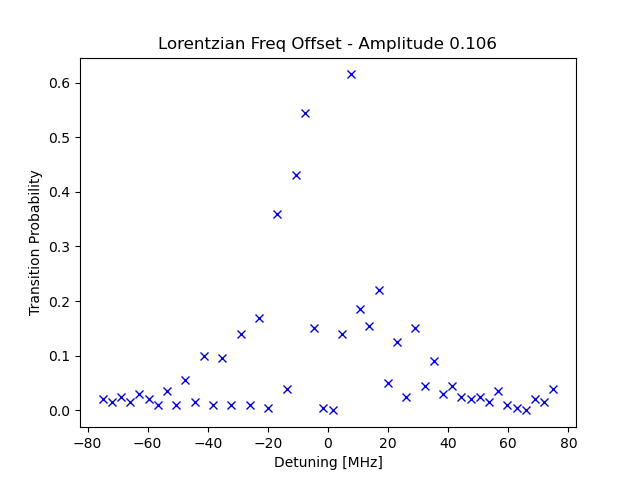 Lorentzian Freq Offset - Amplitude 0.106
Transition Probability
0.6
0.5
0.4
0.3
0.2
0.1
0.0
−80 −60 −40 −20 0 20 40 60 80
Detuning [MHz]